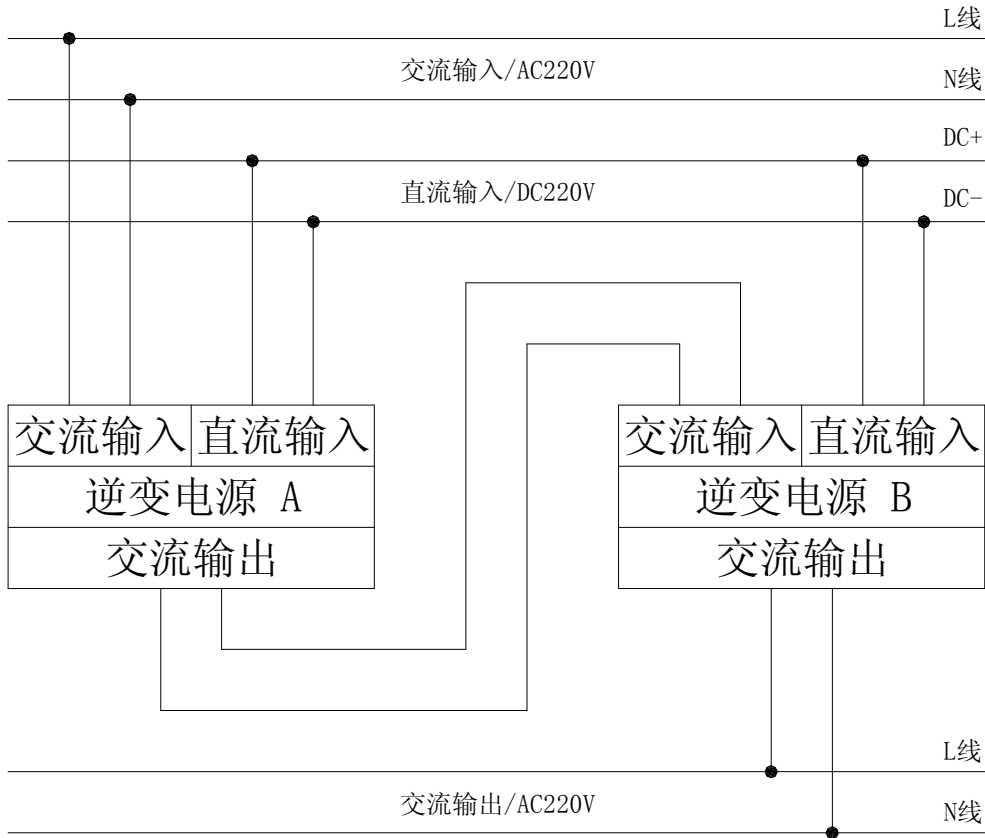 L线
交流输入/AC220V
N线
DC+
直流输入/DC220V
DC-
交流输入 直流输入
逆变电源 A
交流输出
交流输入 直流输入
逆变电源 B
交流输出
L线
交流输出/AC220V
N线